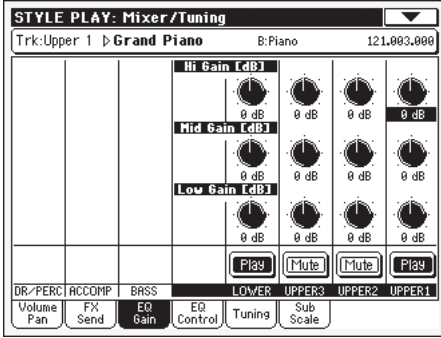 STYLE PLAY: Mixer/Tuning
Trk:Upper 1 ▷Grand Piano B:Piano 121.003.000
Hi Gain [dB]
0 dB 0 dB 0 dB 0 dB
Mid Gain [dB]
0 dB 0 dB 0 dB 0 dB
Low Gain [dB]
0 dB 0 dB 0 dB 0 dB
Play Mute Mute Play
DR/PERC ACCOMP BASS LOWER UPPER3 UPPER2 UPPER1
Volume Pan FX Send EQ Gain EQ Control Tuning Sub Scale